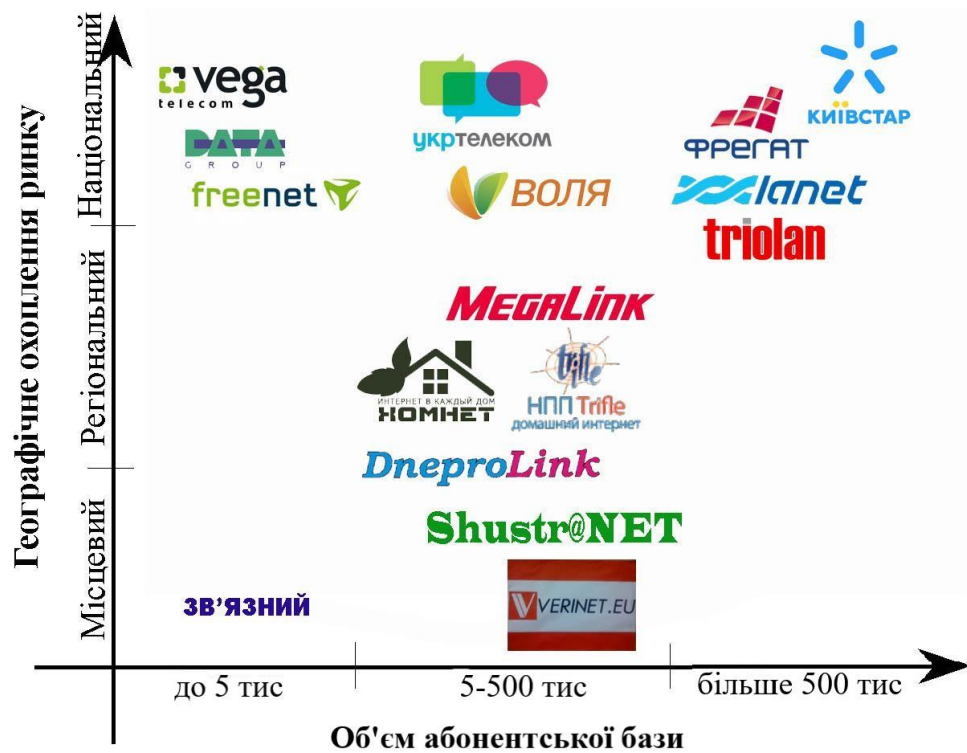 Географічне охоплення ринку
Національний
Регіональний
Місцевий
vega
telecom
укртелеком
КИЇВСТАР
DATA
GROUP
ФРЕГАТ
freenet
ВОЛЯ
lanet
triolan
MEGALINK
ИНТЕРНЕТ В КАЖДЫЙ ДОМ
ХОМНЕТ
trifle
НПП Trifle
домашний интернет
DneproLink
Shustr@NET
VVERINET.EU
ЗВ'ЯЗНИЙ
до 5 тис
5-500 тис
більше 500 тис
Об'єм абонентської бази